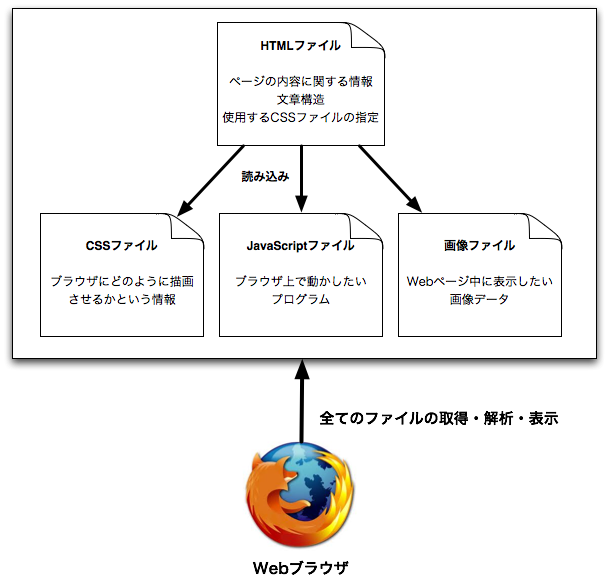 HTMLファイル
ページの内容に関する情報
文章構造
使用するCSSファイルの指定
読み込み
CSSファイル
ブラウザにどのように描画
させるかという情報
JavaScriptファイル
ブラウザ上で動かしたい
プログラム
画像ファイル
Webページ中に表示したい
画像データ
全てのファイルの取得・解析・表示
Webブラウザ